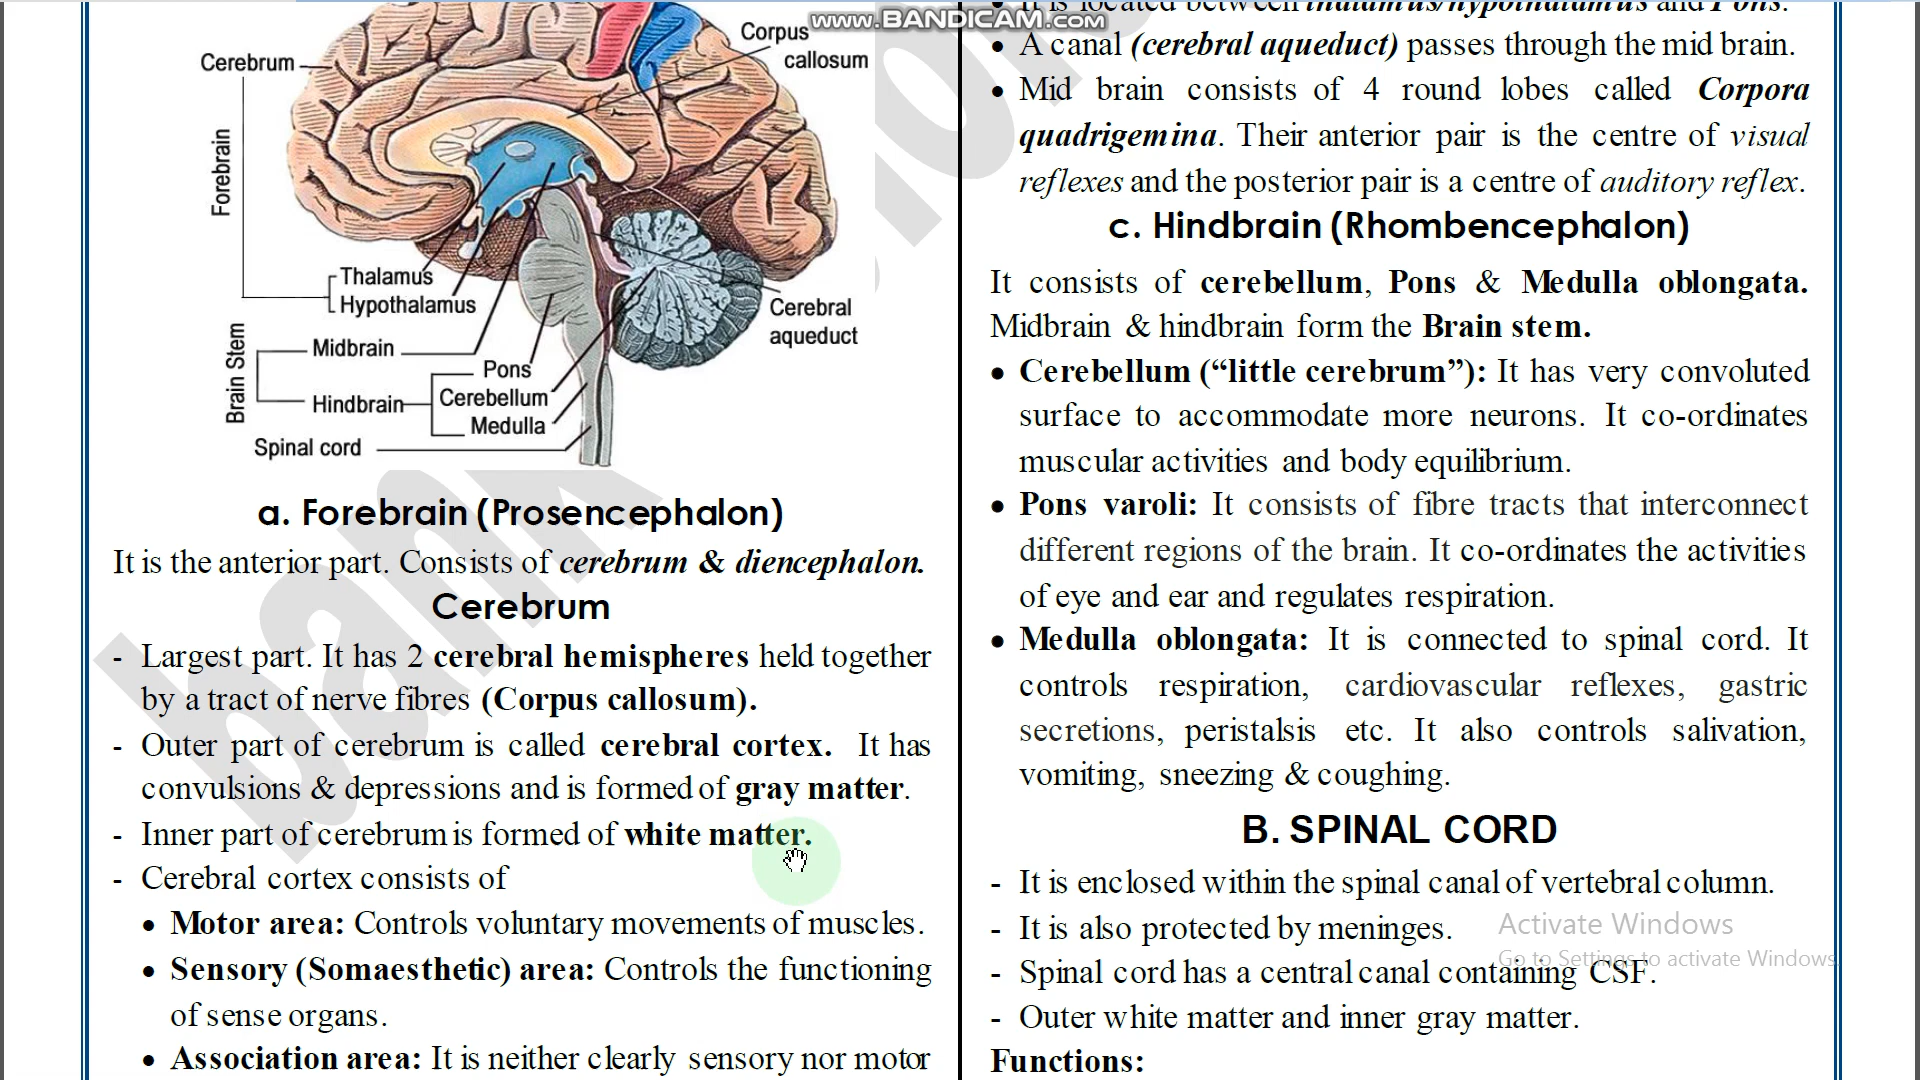 www.BANDICAM.com
Cerebrum
Corpus
callosum
Forebrain
Thalamus
Hypothalamus
Cerebral
aqueduct
Brain Stem
Midbrain
Pons
Hindbrain
Cerebellum
Medulla
Spinal cord
a. Forebrain (Prosencephalon)
It is the anterior part. Consists of cerebrum & diencephalon.
Cerebrum
- Largest part. It has 2 cerebral hemispheres held together
by a tract of nerve fibres (Corpus callosum).
- Outer part of cerebrum is called cerebral cortex. It has
convulsions & depressions and is formed of gray matter.
- Inner part of cerebrum is formed of white matter.
- Cerebral cortex consists of
• Motor area: Controls voluntary movements of muscles.
• Sensory (Somaesthetic) area: Controls the functioning
of sense organs.
• Association area: It is neither clearly sensory nor motor
• It is located between thalamus/hypothalamus and Pons.
• A canal (cerebral aqueduct) passes through the mid brain.
• Mid brain consists of 4 round lobes called Corpora
quadrigemina. Their anterior pair is the centre of visual
reflexes and the posterior pair is a centre of auditory reflex.
c. Hindbrain (Rhombencephalon)
It consists of cerebellum, Pons & Medulla oblongata.
Midbrain & hindbrain form the Brain stem.
• Cerebellum (“little cerebrum”): It has very convoluted
surface to accommodate more neurons. It co-ordinates
muscular activities and body equilibrium.
• Pons varoli: It consists of fibre tracts that interconnect
different regions of the brain. It co-ordinates the activities
of eye and ear and regulates respiration.
• Medulla oblongata: It is connected to spinal cord. It
controls respiration, cardiovascular reflexes, gastric
secretions, peristalsis etc. It also controls salivation,
vomiting, sneezing & coughing.
B. SPINAL CORD
- It is enclosed within the spinal canal of vertebral column.
- It is also protected by meninges.
- Spinal cord has a central canal containing CSF.
- Outer white matter and inner gray matter.
Functions:
Activate Windows
Go to Settings to activate Windows.